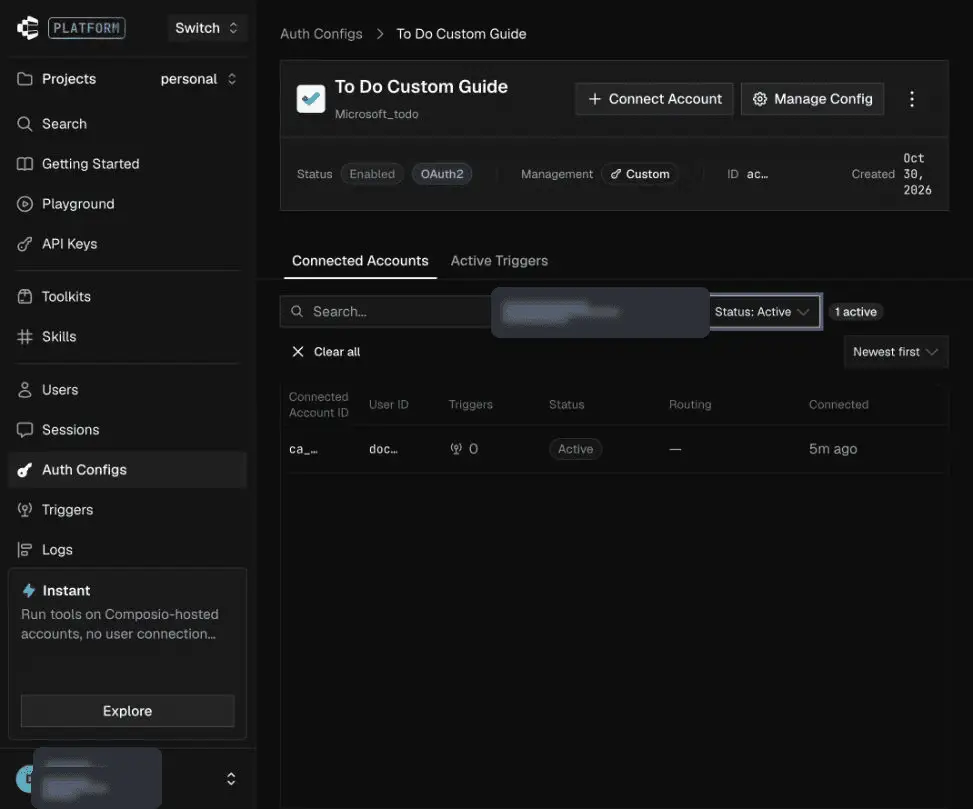 PLATFORM
Switch
Projects
personal
Search
Getting Started
Playground
API Keys
Toolkits
Skills
Users
Sessions
Auth Configs
Triggers
Logs
Instant
Run tools on Composio-hosted
accounts, no user connection…
Explore
Auth Configs > To Do Custom Guide
To Do Custom Guide
Microsoft_todo
+ Connect Account
Manage Config
Status Enabled OAuth2
Management Custom
ID ac…
Created Oct
30,
2026
Connected Accounts
Active Triggers
Search...
Status: Active
1 active
Clear all
Newest first
Connected
Account ID
User ID
Triggers
Status
Routing
Connected
ca_…
doc…
0
Active
—
5m ago